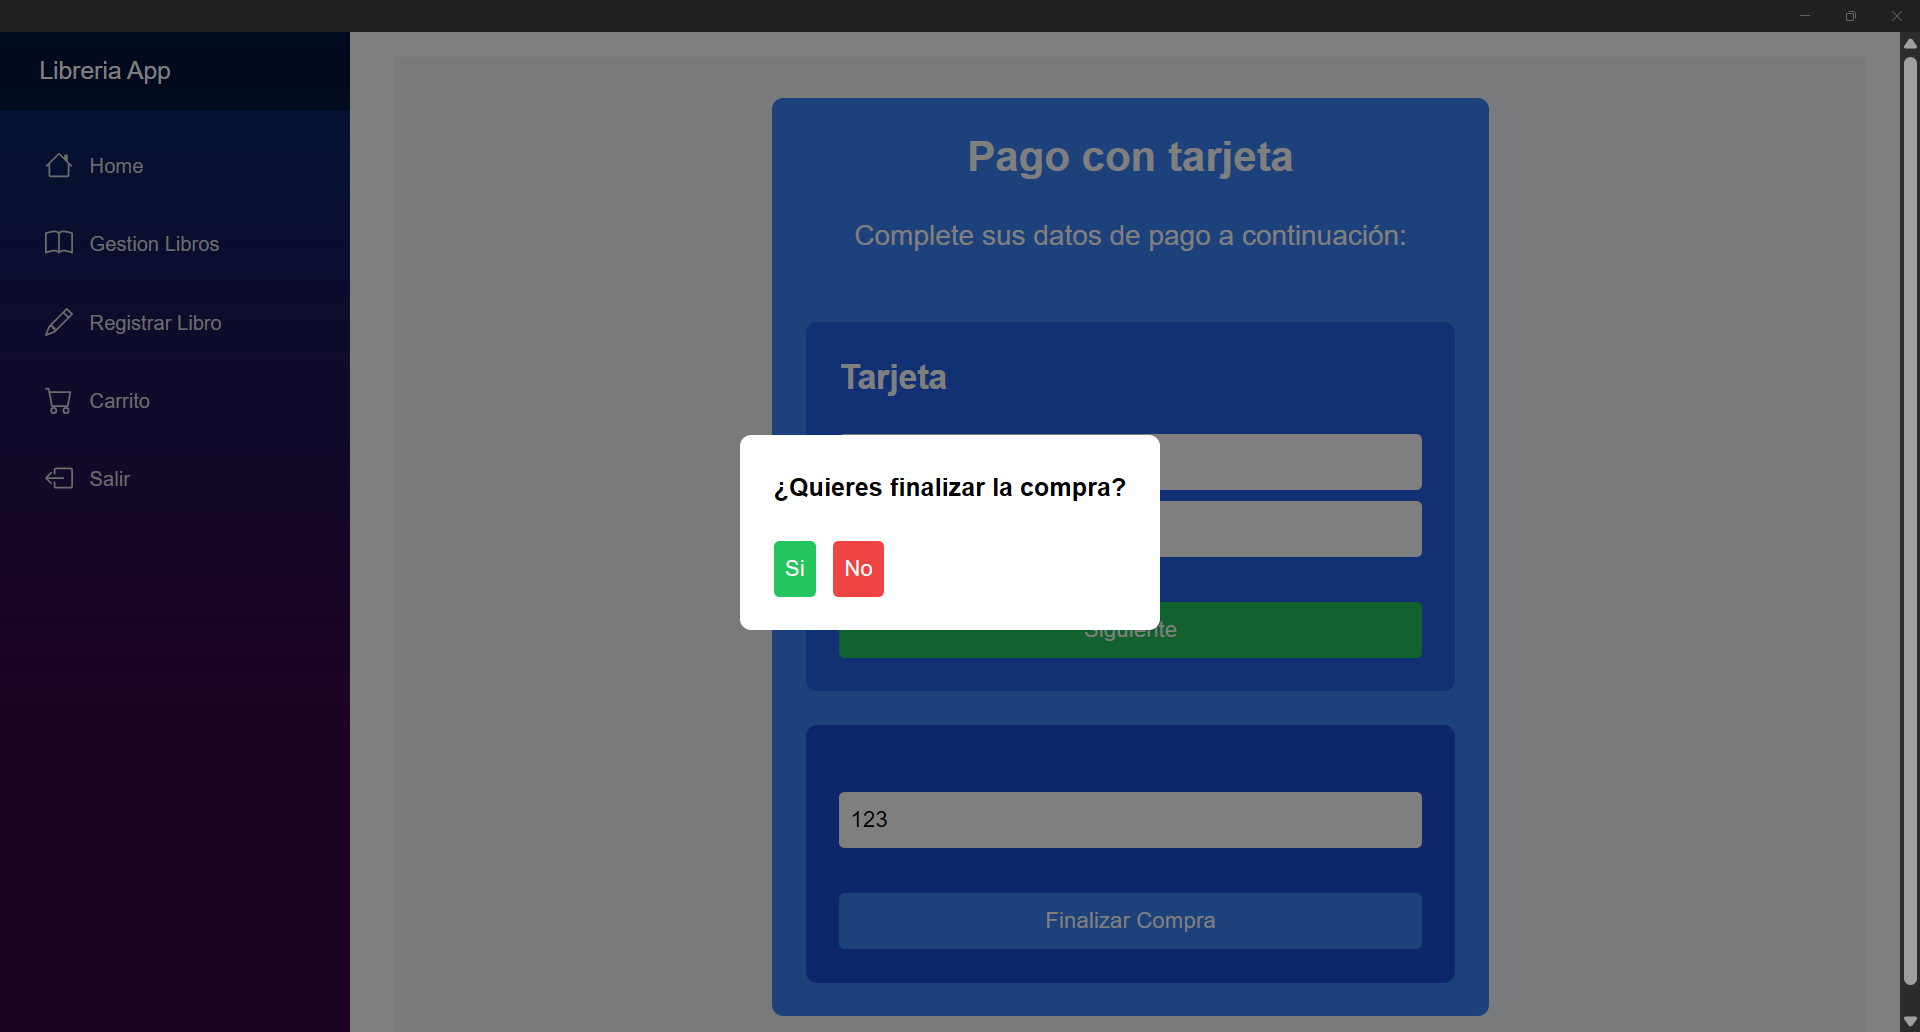 Libreria App
Home
Gestion Libros
Registrar Libro
Carrito
Salir
Pago con tarjeta
Complete sus datos de pago a continuación:
Tarjeta
¿Quieres finalizar la compra?
Si No
Siguiente
123
Finalizar Compra